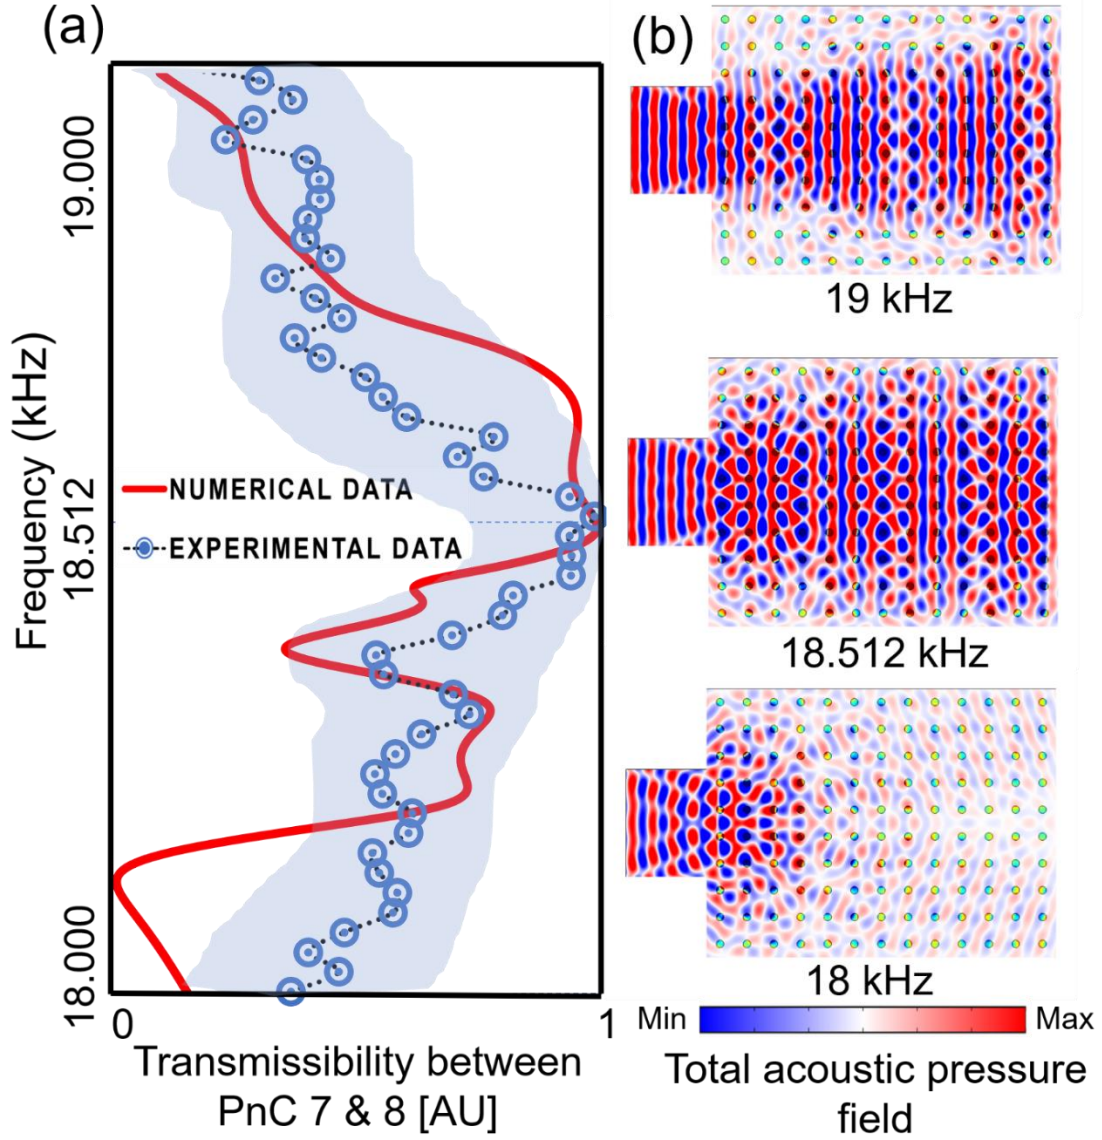 (a)
Frequency (kHz)
19.000
18.512
18.000
NUMERICAL DATA
EXPERIMENTAL DATA
0
1
Transmissibility between
PnC 7 & 8 [AU]
(b)
19 kHz
18.512 kHz
18 kHz
Min
Max
Total acoustic pressure
field